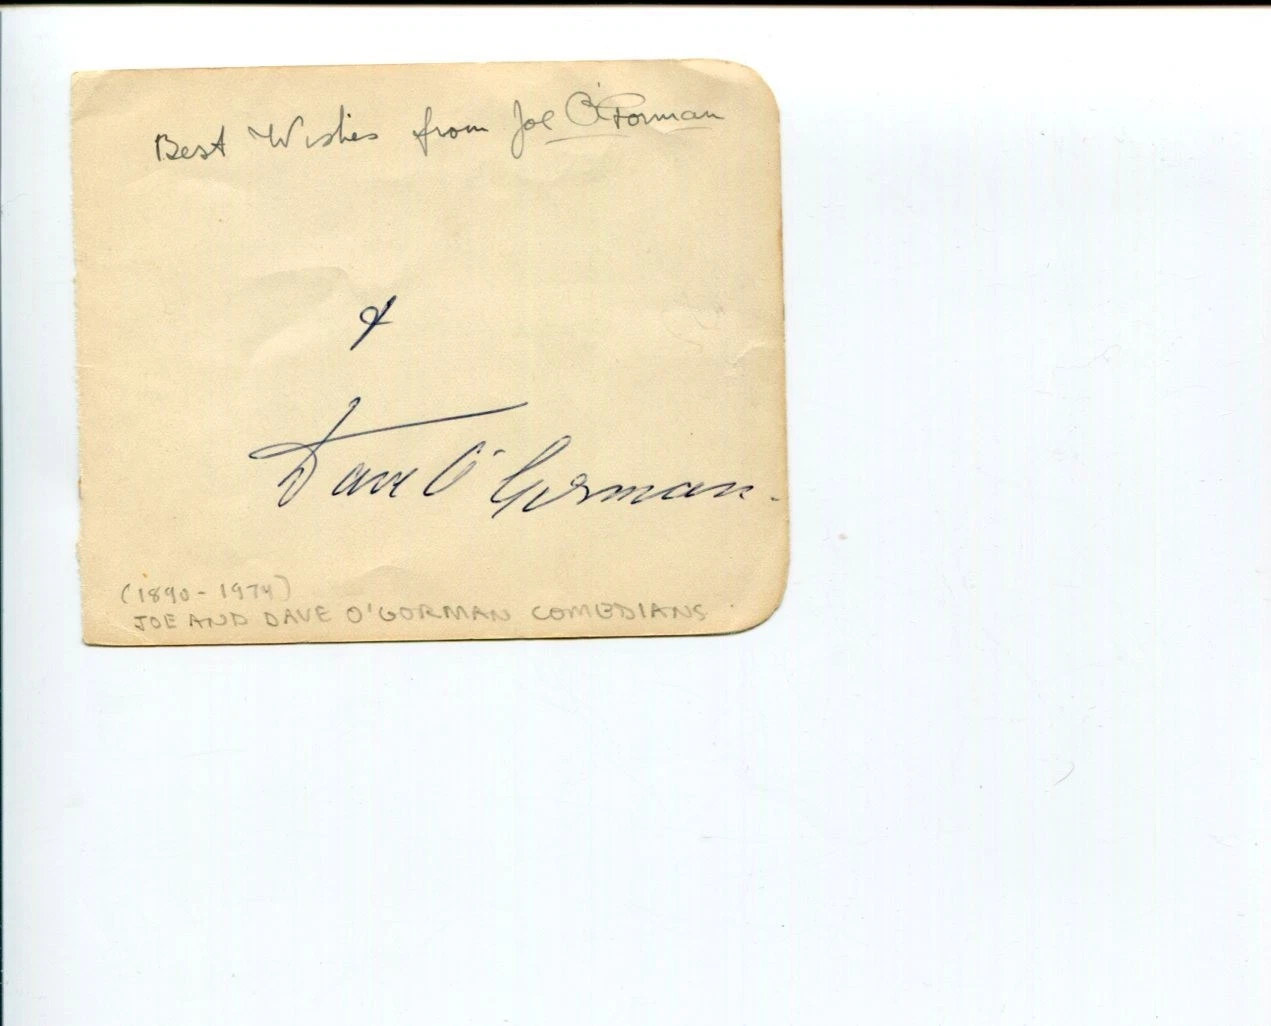 Best Wishes from Joe O'Gorman
&
Dave O'Gorman.
(1890-1974)
JOE AND DAVE O'GORMAN COMEDIANS